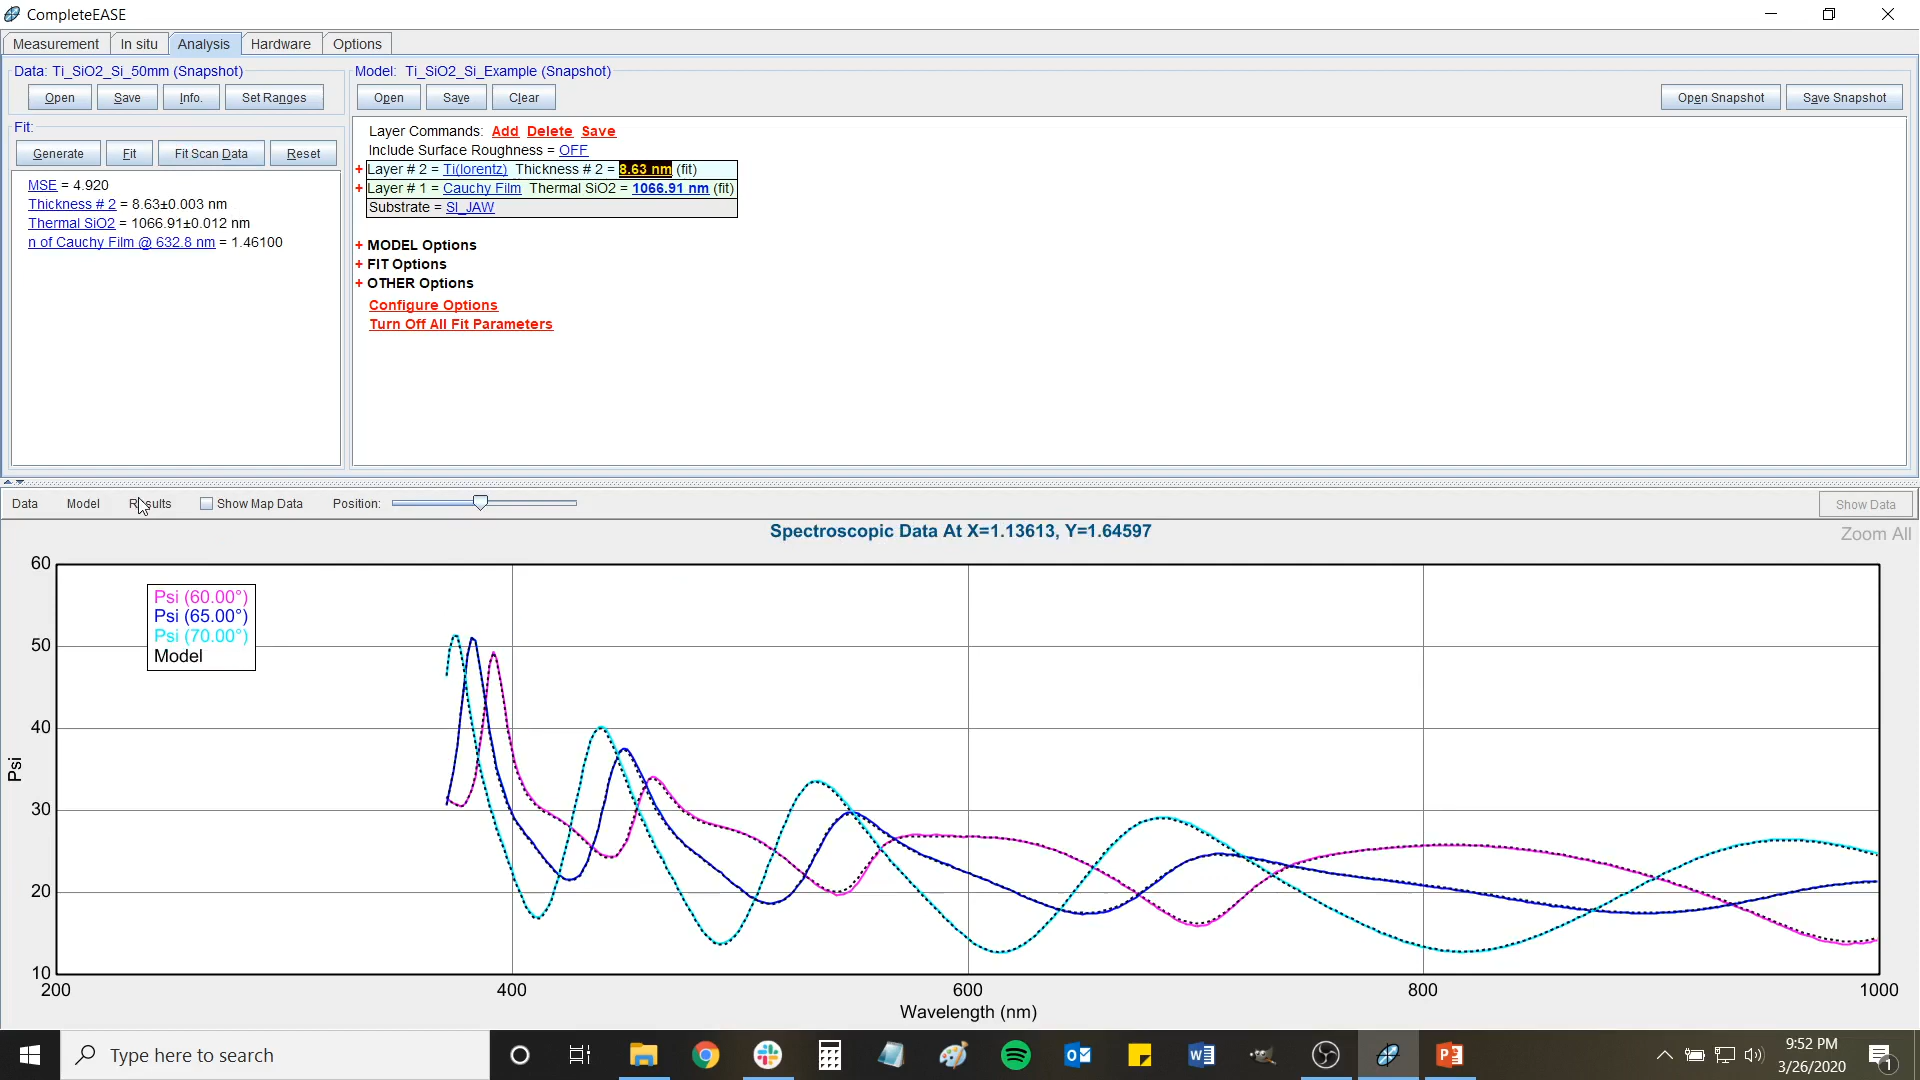 CompleteEASE
Measurement In situ Analysis Hardware Options
Data: Ti_SiO2_Si_50mm (Snapshot)
Open Save Info. Set Ranges
Fit:
Generate Fit Fit Scan Data Reset
MSE = 4.920
Thickness # 2 = 8.63±0.003 nm
Thermal SiO2 = 1066.91±0.012 nm
n of Cauchy Film @ 632.8 nm = 1.46100
Model: Ti_SiO2_Si_Example (Snapshot)
Open Save Clear
Open Snapshot Save Snapshot
Layer Commands: Add Delete Save
Include Surface Roughness = OFF
+ Layer # 2 = Ti(lorentz) Thickness # 2 = 8.63 nm (fit)
+ Layer # 1 = Cauchy Film Thermal SiO2 = 1066.91 nm (fit)
Substrate = SI_JAW
+ MODEL Options
+ FIT Options
+ OTHER Options
Configure Options
Turn Off All Fit Parameters
Data Model Results Show Map Data Position: Show Data
Spectroscopic Data At X=1.13613, Y=1.64597
Zoom All
Psi (60.00°)
Psi (65.00°)
Psi (70.00°)
Model
60
50
40
30
20
10
Psi
200 400 600 800 1000
Wavelength (nm)
Type here to search
9:52 PM
3/26/2020
1